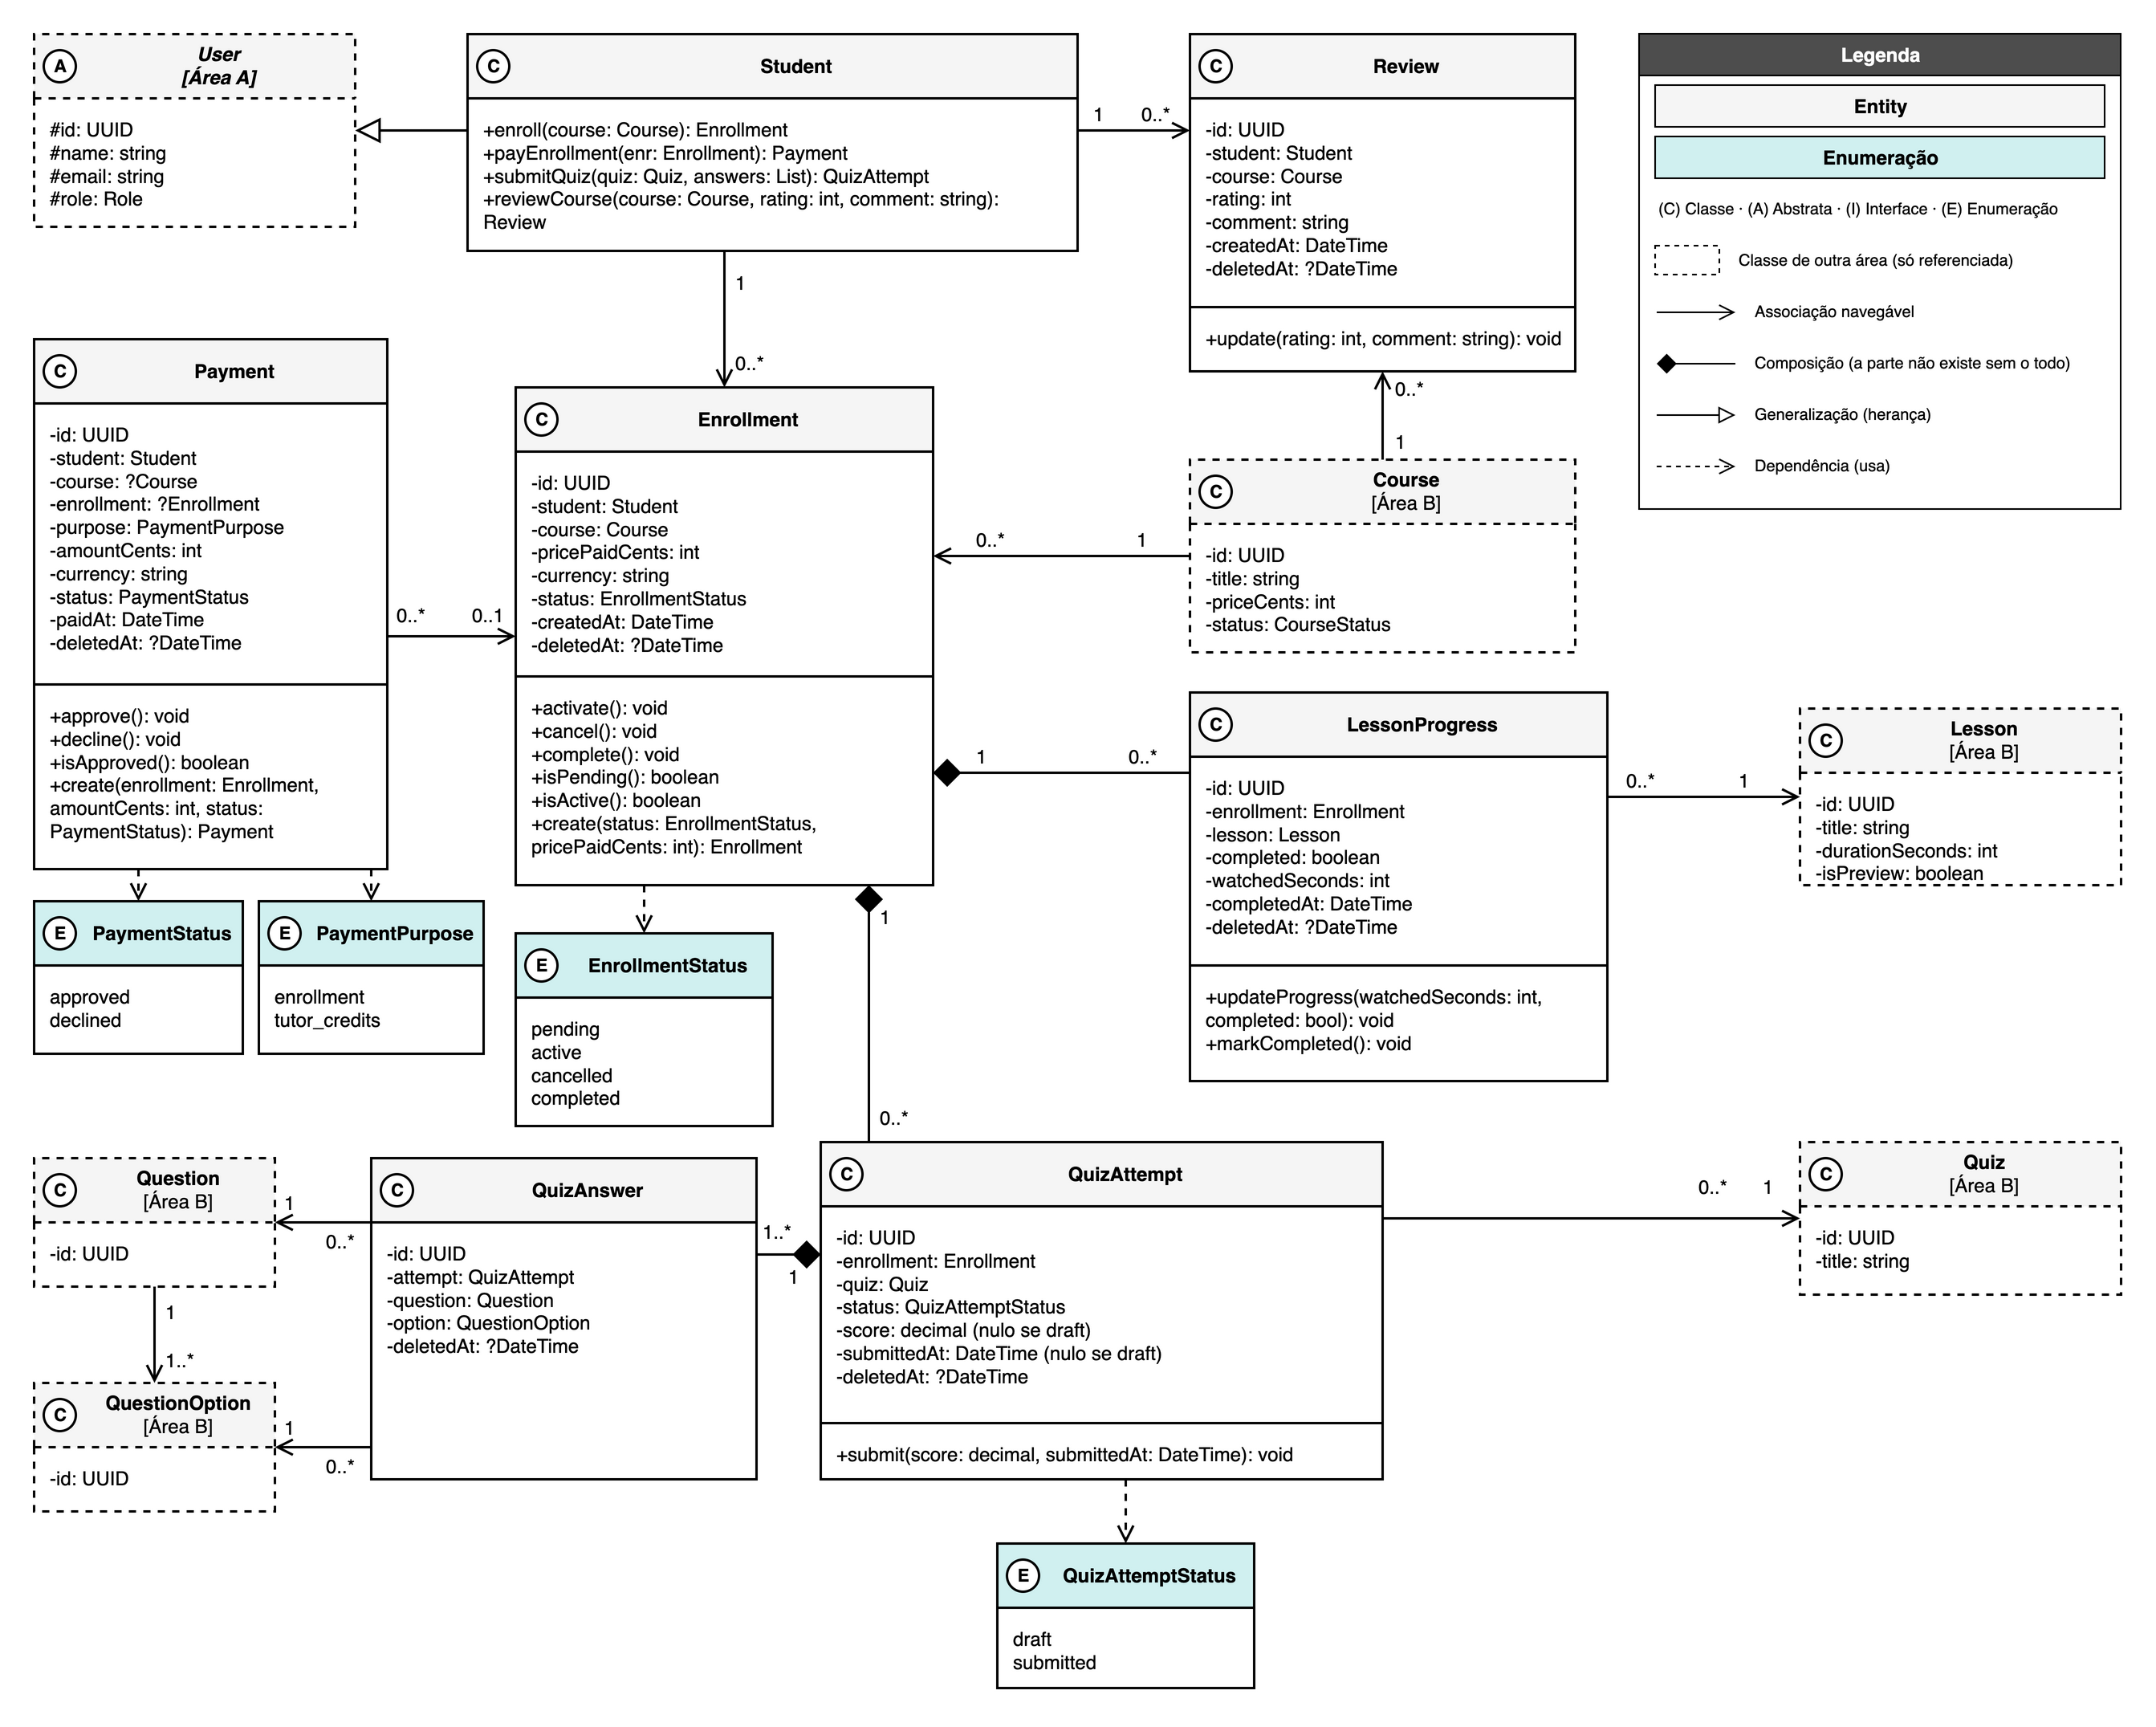 A
User
[Área A]
#id: UUID
#name: string
#email: string
#role: Role
C
Student
+enroll(course: Course): Enrollment
+payEnrollment(enr: Enrollment): Payment
+submitQuiz(quiz: Quiz, answers: List): QuizAttempt
+reviewCourse(course: Course, rating: int, comment: string):
Review
1
0..*
C
Review
-id: UUID
-student: Student
-course: Course
-rating: int
-comment: string
-createdAt: DateTime
-deletedAt: ?DateTime
+update(rating: int, comment: string): void
Legenda
Entity
Enumeração
(C) Classe · (A) Abstrata · (I) Interface · (E) Enumeração
Classe de outra área (só referenciada)
Associação navegável
Composição (a parte não existe sem o todo)
Generalização (herança)
Dependência (usa)
1
0..*
0..*
1
C
Payment
-id: UUID
-student: Student
-course: ?Course
-enrollment: ?Enrollment
-purpose: PaymentPurpose
-amountCents: int
-currency: string
-status: PaymentStatus
-paidAt: DateTime
-deletedAt: ?DateTime
+approve(): void
+decline(): void
+isApproved(): boolean
+create(enrollment: Enrollment,
amountCents: int, status:
PaymentStatus): Payment
0..*
0..1
C
Enrollment
-id: UUID
-student: Student
-course: Course
-pricePaidCents: int
-currency: string
-status: EnrollmentStatus
-createdAt: DateTime
-deletedAt: ?DateTime
+activate(): void
+cancel(): void
+complete(): void
+isPending(): boolean
+isActive(): boolean
+create(status: EnrollmentStatus,
pricePaidCents: int): Enrollment
0..*
1
C
Course
[Área B]
-id: UUID
-title: string
-priceCents: int
-status: CourseStatus
1
0..*
C
LessonProgress
-id: UUID
-enrollment: Enrollment
-lesson: Lesson
-completed: boolean
-watchedSeconds: int
-completedAt: DateTime
-deletedAt: ?DateTime
+updateProgress(watchedSeconds: int,
completed: bool): void
+markCompleted(): void
0..*
1
C
Lesson
[Área B]
-id: UUID
-title: string
-durationSeconds: int
-isPreview: boolean
E
PaymentStatus
approved
declined
E
PaymentPurpose
enrollment
tutor_credits
E
EnrollmentStatus
pending
active
cancelled
completed
1
0..*
C
Question
[Área B]
-id: UUID
1
0..*
1
1..*
C
QuestionOption
[Área B]
-id: UUID
1
0..*
C
QuizAnswer
-id: UUID
-attempt: QuizAttempt
-question: Question
-option: QuestionOption
-deletedAt: ?DateTime
1..*
1
C
QuizAttempt
-id: UUID
-enrollment: Enrollment
-quiz: Quiz
-status: QuizAttemptStatus
-score: decimal (nulo se draft)
-submittedAt: DateTime (nulo se draft)
-deletedAt: ?DateTime
+submit(score: decimal, submittedAt: DateTime): void
0..*
1
C
Quiz
[Área B]
-id: UUID
-title: string
E
QuizAttemptStatus
draft
submitted